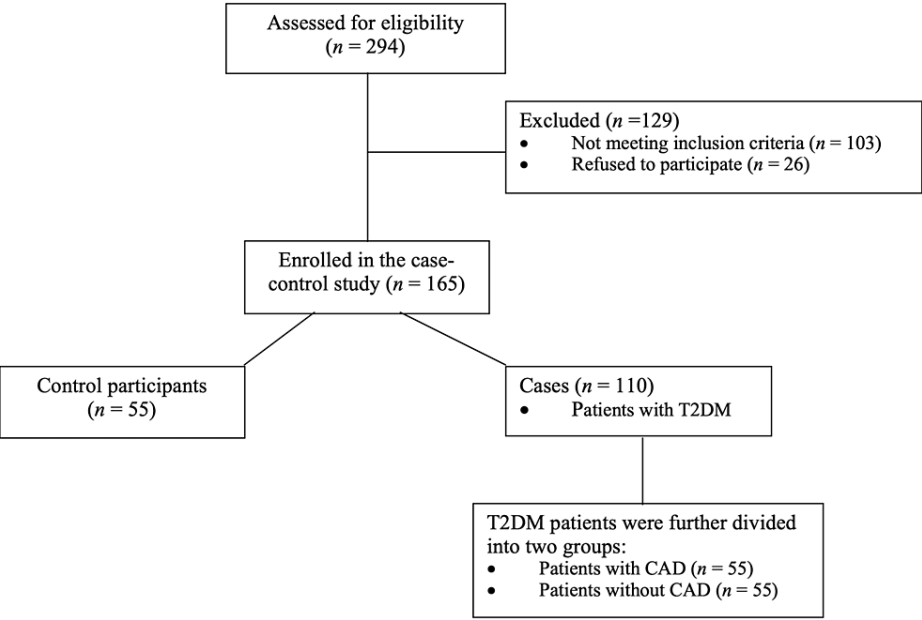 Assessed for eligibility
(n = 294)
Excluded (n =129)
• Not meeting inclusion criteria (n = 103)
• Refused to participate (n = 26)
Enrolled in the case-
control study (n = 165)
Control participants
(n = 55)
Cases (n = 110)
• Patients with T2DM
T2DM patients were further divided
into two groups:
• Patients with CAD (n = 55)
• Patients without CAD (n = 55)